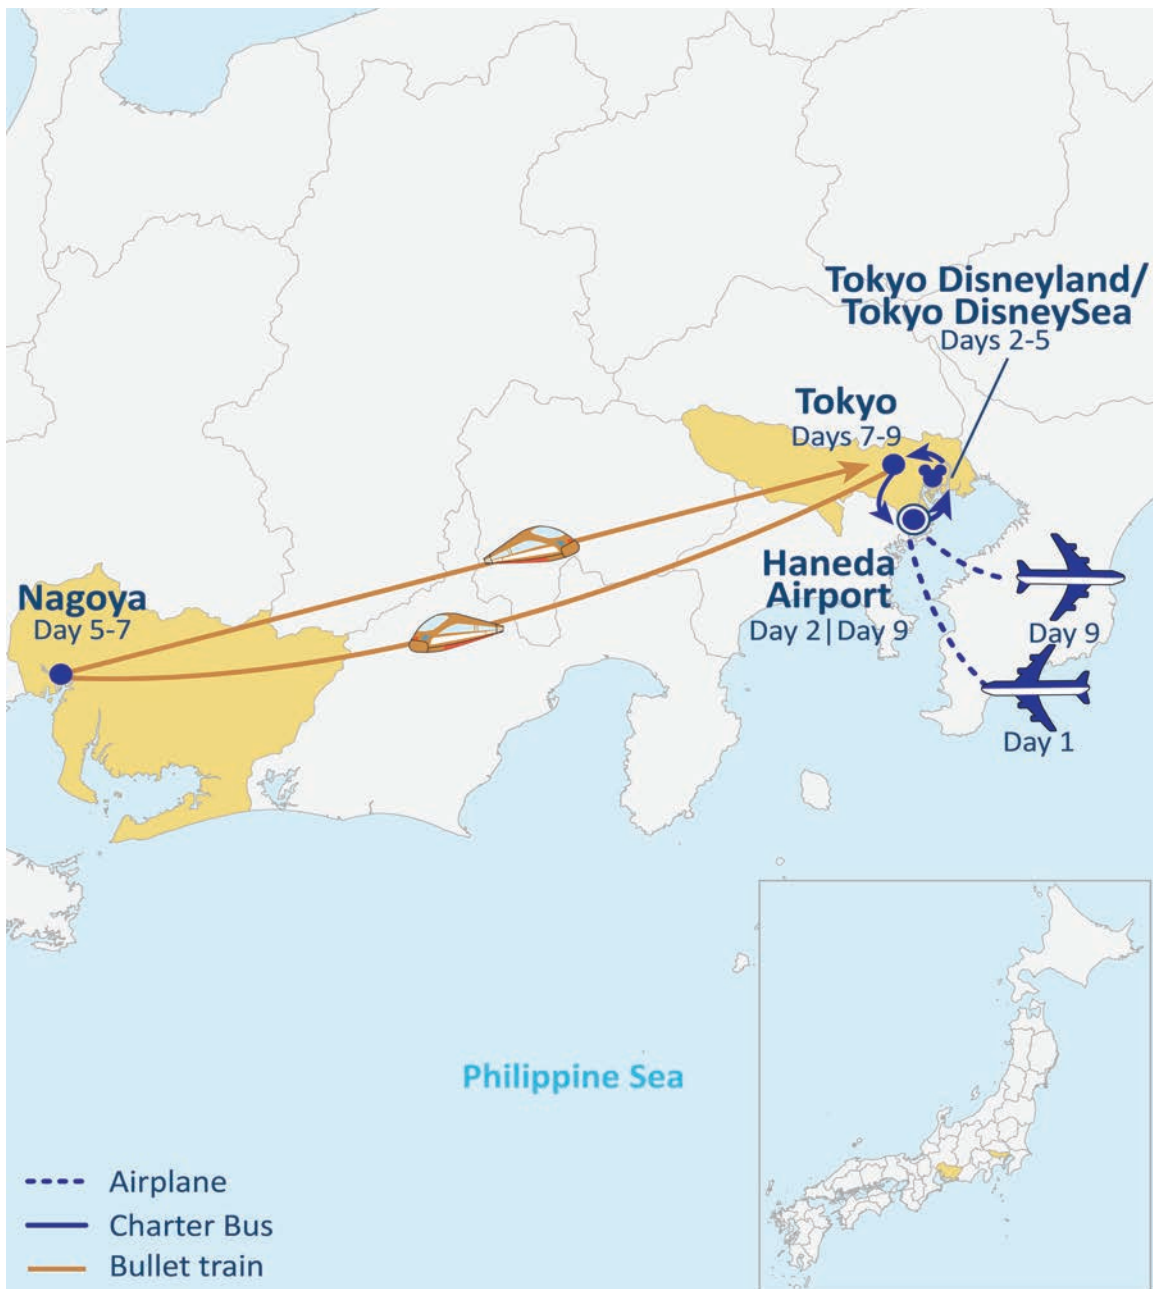 Tokyo Disneyland/
Tokyo DisneySea
Days 2-5
Tokyo
Days 7-9
Haneda
Airport
Day 2|Day 9
Day 9
Day 1
Nagoya
Day 5-7
Philippine Sea
Airplane
Charter Bus
Bullet train